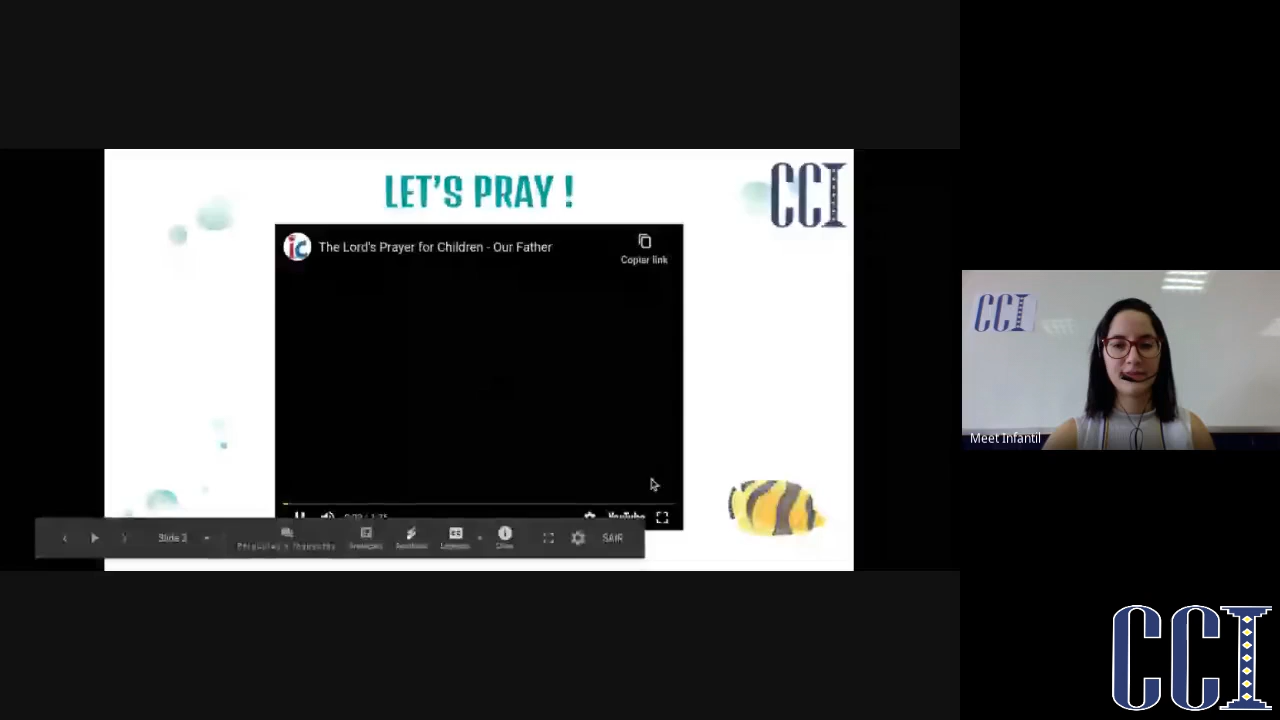 LET'S PRAY !
CCI
The Lord's Prayer for Children - Our Father
Copiar link
YouTube
Slide 3
SAIR
CCI
Meet Infantil
CCI